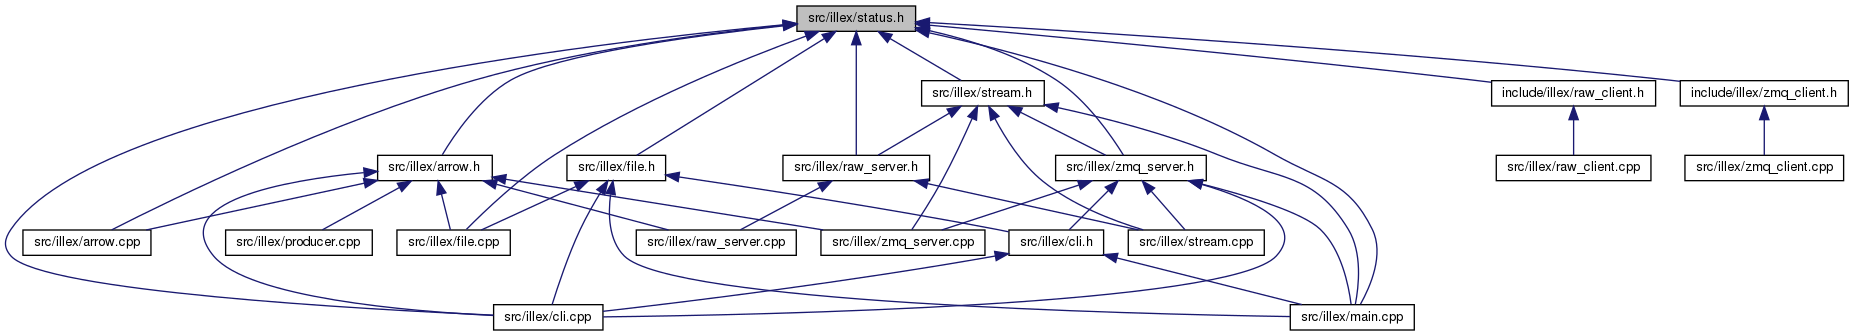 src/illex/status.h
src/illex/stream.h
include/illex/raw_client.h
include/illex/zmq_client.h
src/illex/arrow.h
src/illex/file.h
src/illex/raw_server.h
src/illex/zmq_server.h
src/illex/raw_client.cpp
src/illex/zmq_client.cpp
src/illex/arrow.cpp
src/illex/producer.cpp
src/illex/file.cpp
src/illex/raw_server.cpp
src/illex/zmq_server.cpp
src/illex/cli.h
src/illex/stream.cpp
src/illex/cli.cpp
src/illex/main.cpp